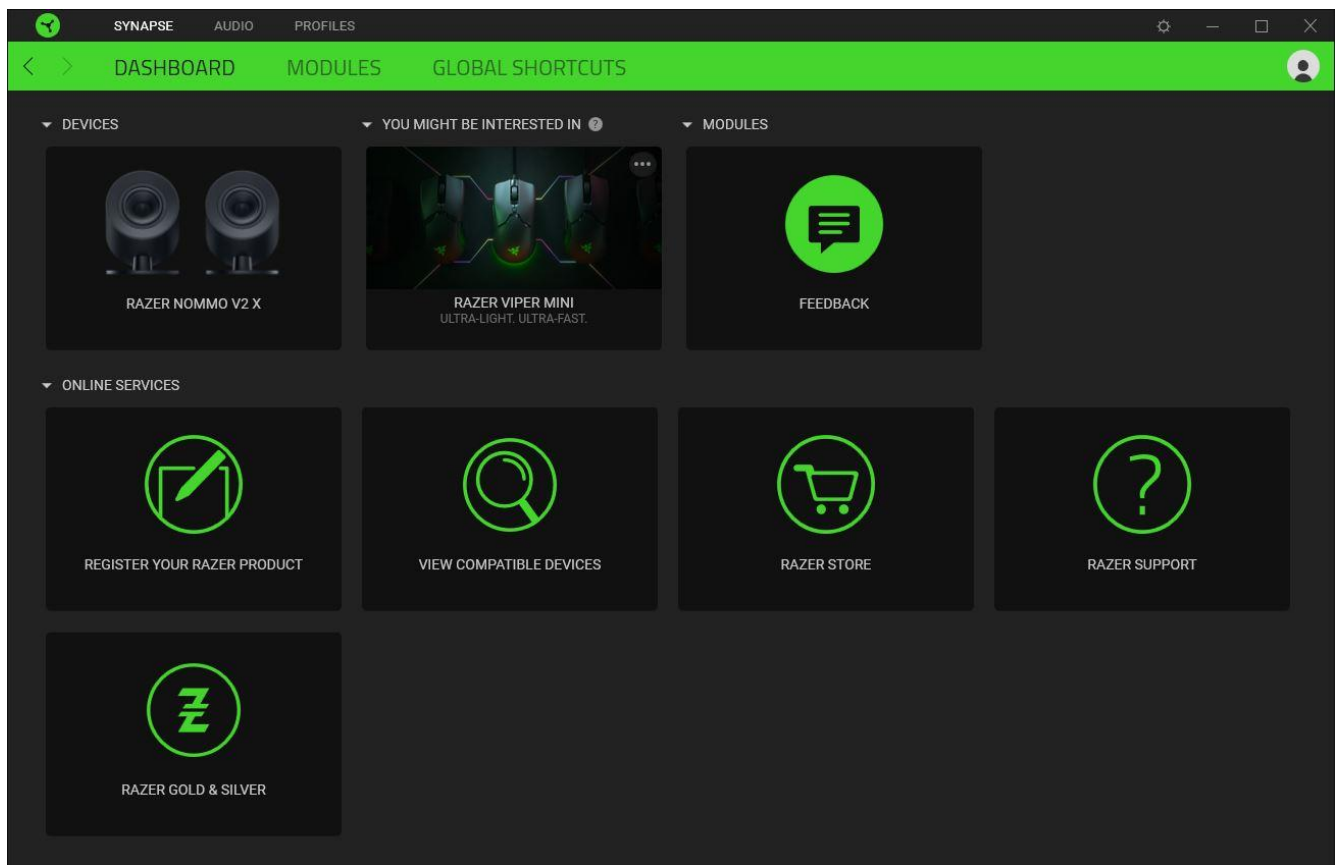 SYNAPSE AUDIO PROFILES
DASHBOARD MODULES GLOBAL SHORTCUTS
DEVICES
RAZER NOMMO V2 X
YOU MIGHT BE INTERESTED IN ?
RAZER VIPER MINI
ULTRA-LIGHT. ULTRA-FAST.
MODULES
FEEDBACK
ONLINE SERVICES
REGISTER YOUR RAZER PRODUCT
VIEW COMPATIBLE DEVICES
RAZER STORE
?
RAZER SUPPORT
RAZER GOLD & SILVER